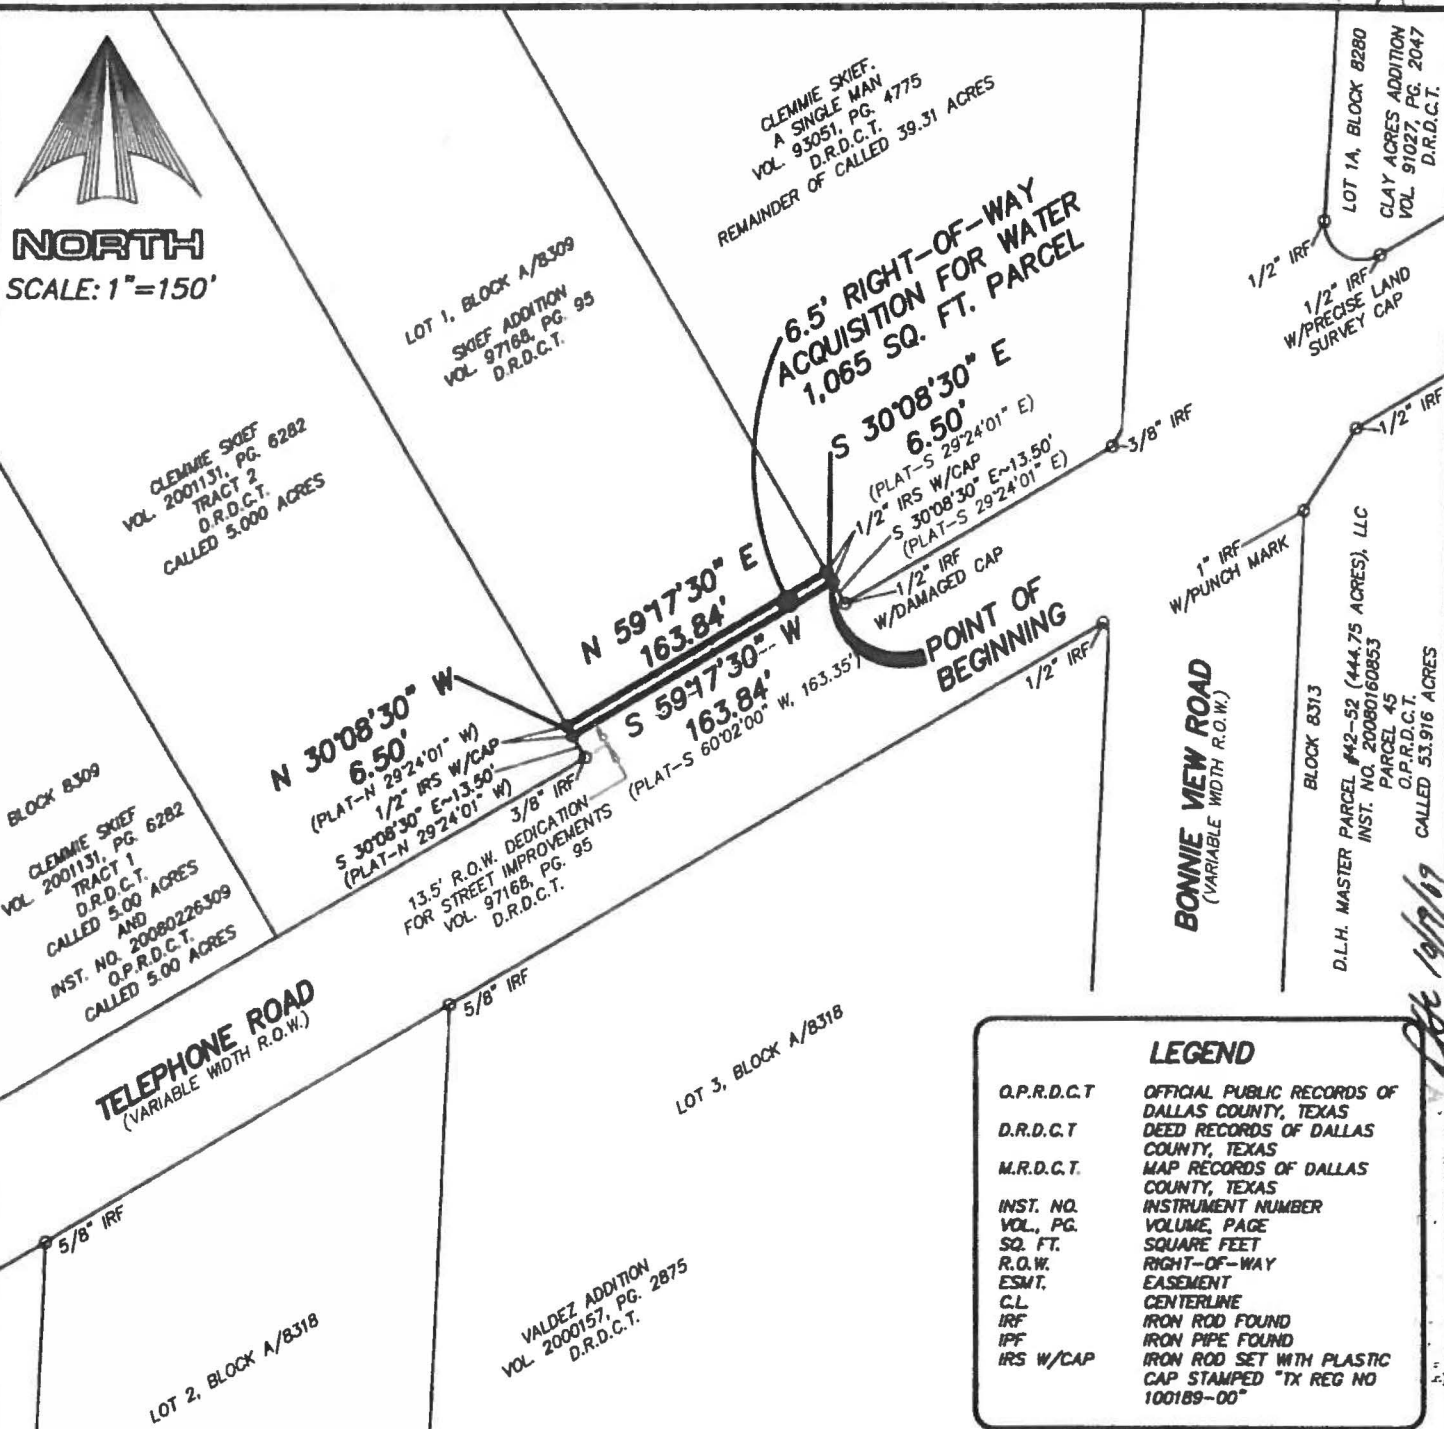 NORTH
SCALE: 1"=150'
CLEMMIE SKIEF.
A SINGLE MAN
VOL. 93051, PG. 4775
D.R.D.C.T.
REMAINDER OF CALLED 39.31 ACRES
LOT 1A, BLOCK 8280
CLAY ACRES ADDITION
VOL. 91027, PG. 2047
D.R.D.C.T.
LOT 1, BLOCK A/8309
SKIEF ADDITION
VOL. 97168, PG. 95
D.R.D.C.T.
6.5' RIGHT-OF-WAY
ACQUISITION FOR WATER
1,065 SQ. FT. PARCEL
1/2" IRF
1/2" IRF
W/PRECISE LAND
SURVEY CAP
S 30°08'30" E
6.50'
(PLAT-S 29°24'01" E)
1/2" IRS W/CAP
S 30°08'30" E~13.50'
(PLAT-S 29°24'01" E)
3/8" IRF
1/2" IRF
CLEMMIE SKIEF
VOL. 2001131, PG. 6282
TRACT 2
D.R.D.C.T.
CALLED 5.000 ACRES
1/2" IRF
W/DAMAGED CAP
1" IRF
W/PUNCH MARK
N 59°17'30" E
163.84'
POINT OF
BEGINNING
S 59°17'30" W
163.84'
(PLAT-S 60°02'00" W, 163.35')
1/2" IRF
N 30°08'30" W
6.50'
(PLAT-N 29°24'01" W)
1/2" IRS W/CAP
S 30°08'30" E~13.50'
(PLAT-N 29°24'01" W)
3/8" IRF
13.5' R.O.W. DEDICATION
FOR STREET IMPROVEMENTS
VOL. 97168, PG. 95
D.R.D.C.T.
BONNIE VIEW ROAD
(VARIABLE WIDTH R.O.W.)
BLOCK 8313
D.L.H. MASTER PARCEL #42-52 (444.75 ACRES), LLC
INST. NO. 20080160853
PARCEL 45
O.P.R.D.C.T.
CALLED 53.916 ACRES
BLOCK 8309
CLEMMIE SKIEF
VOL. 2001131, PG. 6282
TRACT 1
D.R.D.C.T.
CALLED 5.00 ACRES
AND
INST. NO. 20080226309
O.P.R.D.C.T.
CALLED 5.00 ACRES
TELEPHONE ROAD
(VARIABLE WIDTH R.O.W.)
5/8" IRF
LOT 3, BLOCK A/8318
5/8" IRF
LOT 2, BLOCK A/8318
VALDEZ ADDITION
VOL. 2000157, PG. 2875
D.R.D.C.T.
LEGEND
O.P.R.D.C.T OFFICIAL PUBLIC RECORDS OF
DALLAS COUNTY, TEXAS
D.R.D.C.T DEED RECORDS OF DALLAS
COUNTY, TEXAS
M.R.D.C.T. MAP RECORDS OF DALLAS
COUNTY, TEXAS
INST. NO. INSTRUMENT NUMBER
VOL., PG. VOLUME, PAGE
SQ. FT. SQUARE FEET
R.O.W. RIGHT-OF-WAY
ESMT. EASEMENT
C.L. CENTERLINE
IRF IRON ROD FOUND
IPF IRON PIPE FOUND
IRS W/CAP IRON ROD SET WITH PLASTIC
CAP STAMPED "TX REG NO
100189-00"